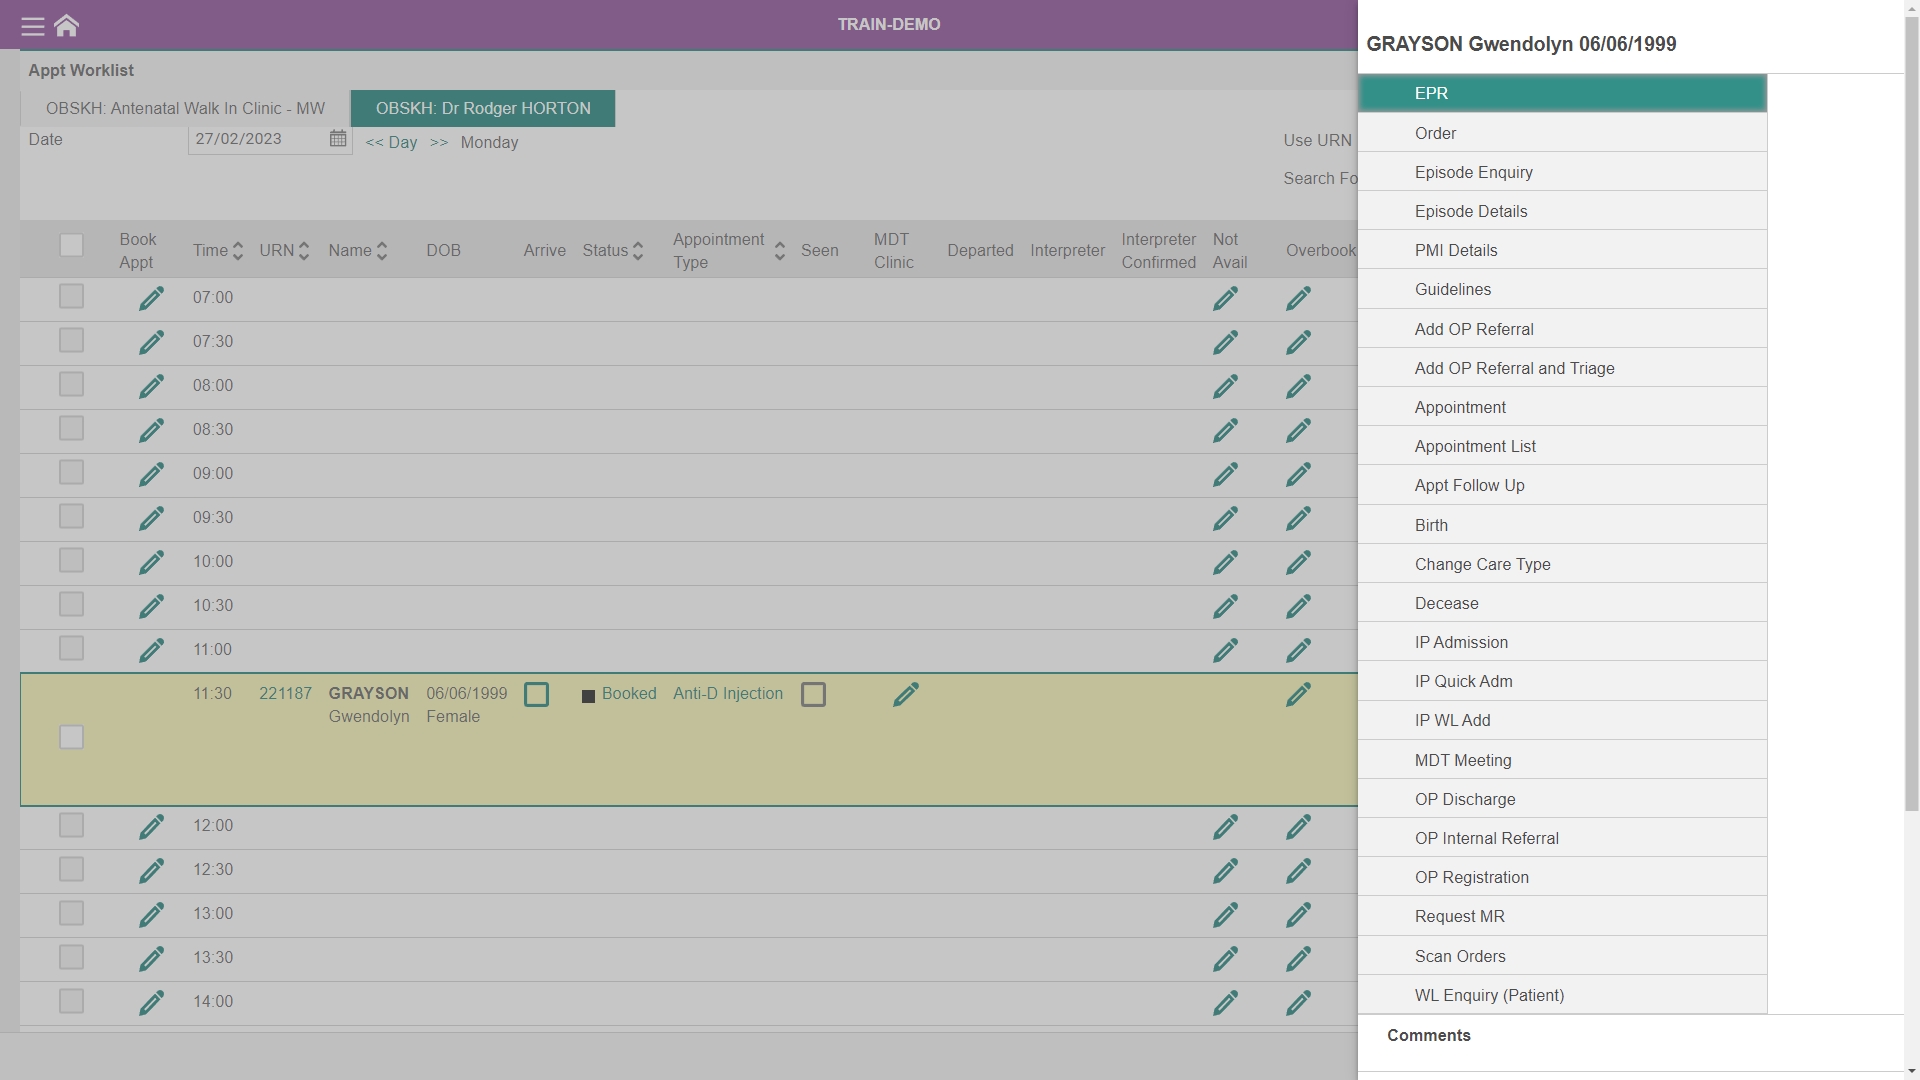 TRAIN-DEMO
Appt Worklist
OBSKH: Antenatal Walk In Clinic - MW
OBSKH: Dr Rodger HORTON
Date
27/02/2023
<< Day >> Monday
Use URN
Search Fo
Book Appt
Time
URN
Name
DOB
Arrive
Status
Appointment Type
Seen
MDT Clinic
Departed
Interpreter
Interpreter Confirmed
Not Avail
Overbook
07:00
07:30
08:00
08:30
09:00
09:30
10:00
10:30
11:00
11:30 221187 GRAYSON 06/06/1999 Booked Anti-D Injection
Gwendolyn Female
12:00
12:30
13:00
13:30
14:00
GRAYSON Gwendolyn 06/06/1999
EPR
Order
Episode Enquiry
Episode Details
PMI Details
Guidelines
Add OP Referral
Add OP Referral and Triage
Appointment
Appointment List
Appt Follow Up
Birth
Change Care Type
Decease
IP Admission
IP Quick Adm
IP WL Add
MDT Meeting
OP Discharge
OP Internal Referral
OP Registration
Request MR
Scan Orders
WL Enquiry (Patient)
Comments